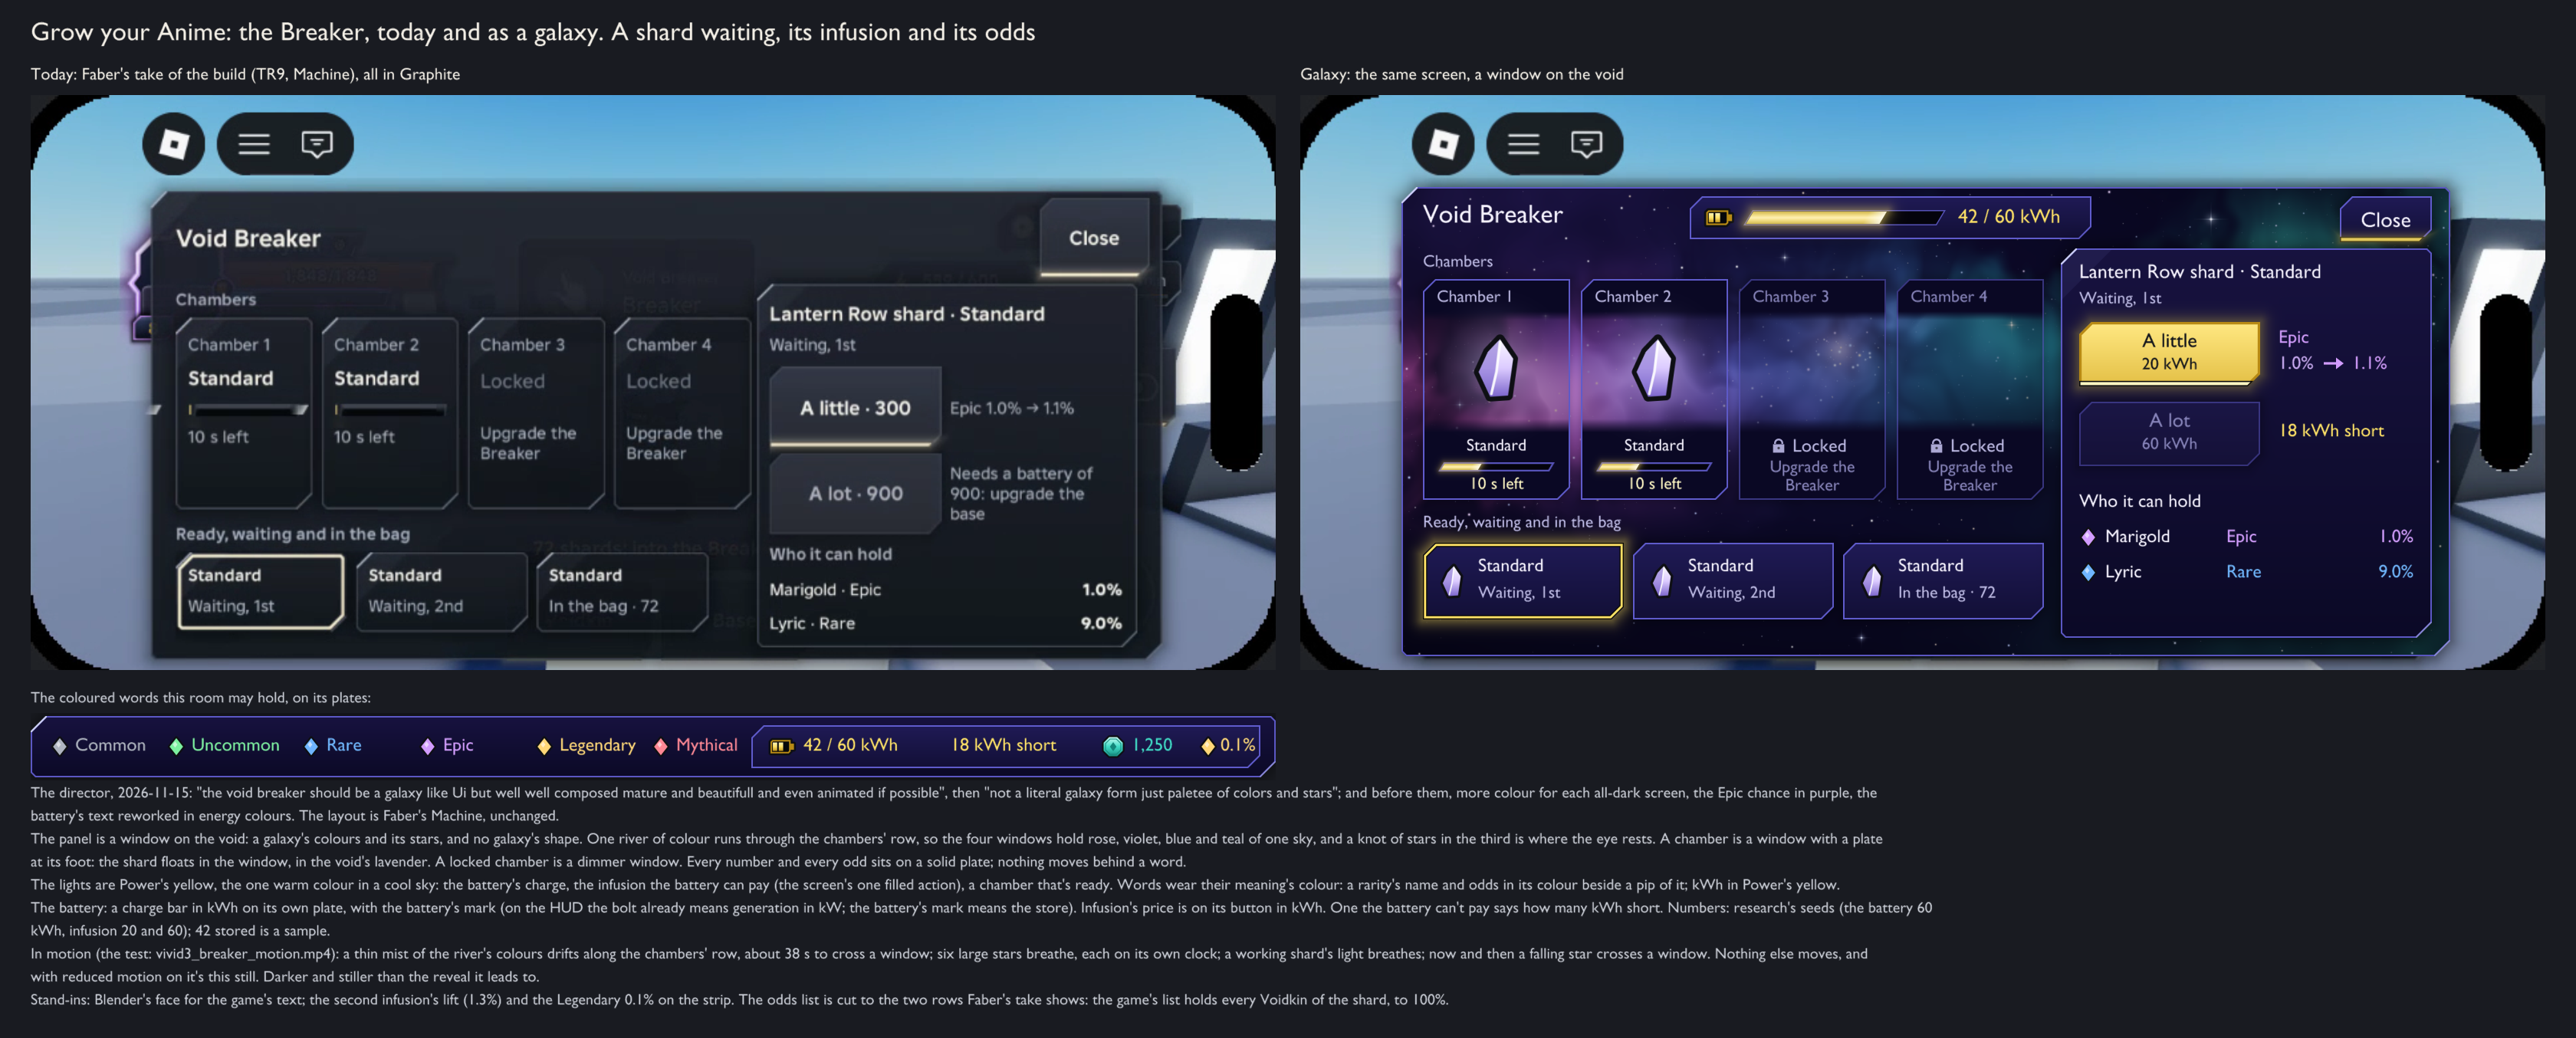 Grow your Anime: the Breaker, today and as a galaxy. A shard waiting, its infusion and its odds
Today: Faber's take of the build (TR9, Machine), all in Graphite
Void Breaker
Close
Chambers
Chamber 1
Standard
10 s left
Chamber 2
Standard
10 s left
Chamber 3
Locked
Upgrade the
Breaker
Chamber 4
Locked
Upgrade the
Breaker
Ready, waiting and in the bag
Standard
Waiting, 1st
Standard
Waiting, 2nd
Standard
In the bag · 72
Lantern Row shard · Standard
Waiting, 1st
A little · 300
Epic 1.0% → 1.1%
A lot · 900
Needs a battery of
900: upgrade the
base
Who it can hold
Marigold · Epic 1.0%
Lyric · Rare 9.0%
Galaxy: the same screen, a window on the void
Void Breaker
42 / 60 kWh
Close
Chambers
Chamber 1
Standard
10 s left
Chamber 2
Standard
10 s left
Chamber 3
Locked
Upgrade the
Breaker
Chamber 4
Locked
Upgrade the
Breaker
Ready, waiting and in the bag
Standard
Waiting, 1st
Standard
Waiting, 2nd
Standard
In the bag · 72
Lantern Row shard · Standard
Waiting, 1st
A little
20 kWh
Epic
1.0% → 1.1%
A lot
60 kWh
18 kWh short
Who it can hold
Marigold Epic 1.0%
Lyric Rare 9.0%
The coloured words this room may hold, on its plates:
Common Uncommon Rare Epic Legendary Mythical 42 / 60 kWh 18 kWh short 1,250 0.1%
The director, 2026-11-15: "the void breaker should be a galaxy like Ui but well well composed mature and beautifull and even animated if possible", then "not a literal galaxy form just paletee of colors and stars"; and before them, more colour for each all-dark screen, the Epic chance in purple, the
battery's text reworked in energy colours. The layout is Faber's Machine, unchanged.
The panel is a window on the void: a galaxy's colours and its stars, and no galaxy's shape. One river of colour runs through the chambers' row, so the four windows hold rose, violet, blue and teal of one sky, and a knot of stars in the third is where the eye rests. A chamber is a window with a plate
at its foot: the shard floats in the window, in the void's lavender. A locked chamber is a dimmer window. Every number and every odd sits on a solid plate; nothing moves behind a word.
The lights are Power's yellow, the one warm colour in a cool sky: the battery's charge, the infusion the battery can pay (the screen's one filled action), a chamber that's ready. Words wear their meaning's colour: a rarity's name and odds in its colour beside a pip of it; kWh in Power's yellow.
The battery: a charge bar in kWh on its own plate, with the battery's mark (on the HUD the bolt already means generation in kW; the battery's mark means the store). Infusion's price is on its button in kWh. One the battery can't pay says how many kWh short. Numbers: research's seeds (the battery 60
kWh, infusion 20 and 60); 42 stored is a sample.
In motion (the test: vivid3_breaker_motion.mp4): a thin mist of the river's colours drifts along the chambers' row, about 38 s to cross a window; six large stars breathe, each on its own clock; a working shard's light breathes; now and then a falling star crosses a window. Nothing else moves, and
with reduced motion on it's this still. Darker and stiller than the reveal it leads to.
Stand-ins: Blender's face for the game's text; the second infusion's lift (1.3%) and the Legendary 0.1% on the strip. The odds list is cut to the two rows Faber's take shows: the game's list holds every Voidkin of the shard, to 100%.